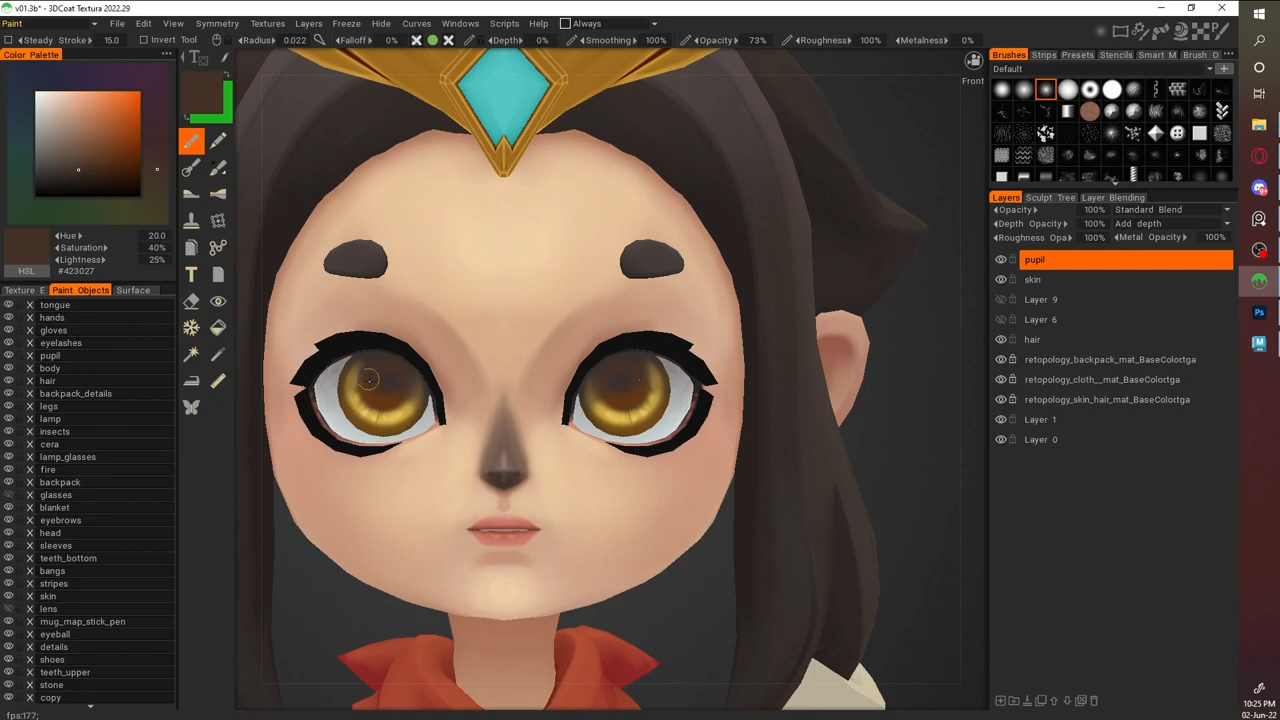 v01.3b* - 3DCoat Textura 2022.29
Paint File Edit View Symmetry Textures Layers Freeze Hide Curves Windows Scripts Help Always
Steady Stroke 15.0 Invert Tool Radius 0.022 Falloff 0% Depth 0% Smoothing 100% Opacity 73% Roughness 100% Metalness 0%
Color Palette
Hue 20.0
Saturation 40%
Lightness 25%
HSL #423027
Texture E Paint Objects Surface
tongue
hands
gloves
eyelashes
pupil
body
hair
backpack_details
legs
lamp
insects
cera
lamp_glasses
fire
backpack
glasses
blanket
eyebrows
head
sleeves
teeth_bottom
bangs
stripes
skin
lens
mug_map_stick_pen
eyeball
details
shoes
teeth_upper
stone
copy
fps:177;
Front
Brushes Strips Presets Stencils Smart M Brush O
Default
Layers Sculpt Tree Layer Blending
Opacity 100% Standard Blend
Depth Opacity 100% Add depth
Roughness Opa 100% Metal Opacity 100%
pupil
skin
Layer 9
Layer 6
hair
retopology_backpack_mat_BaseColortga
retopology_cloth__mat_BaseColortga
retopology_skin_hair_mat_BaseColortga
Layer 1
Layer 0
Ps
M
10:25 PM
02-Jun-22